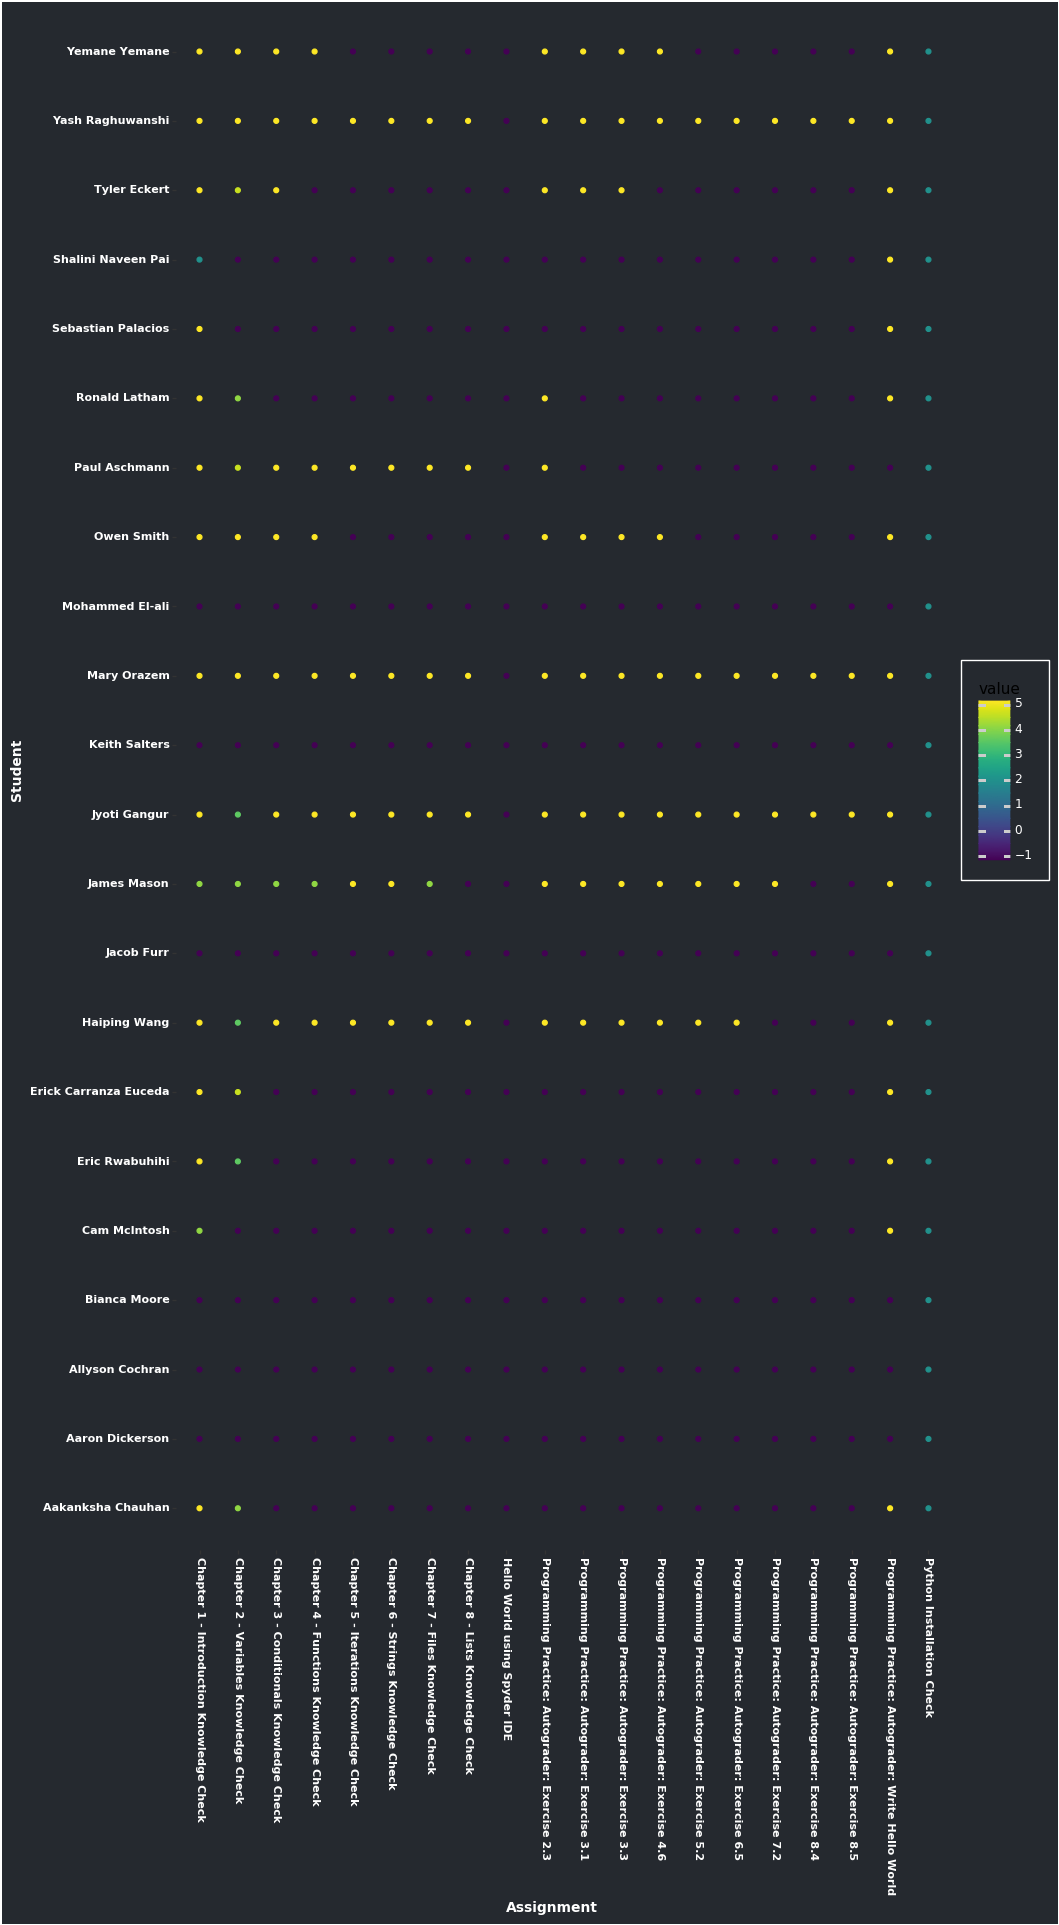 Yemane Yemane
Yash Raghuwanshi
Tyler Eckert
Shalini Naveen Pai
Sebastian Palacios
Ronald Latham
Paul Aschmann
Owen Smith
Mohammed El-ali
Mary Orazem
Keith Salters
Jyoti Gangur
James Mason
Jacob Furr
Haiping Wang
Erick Carranza Euceda
Eric Rwabuhihi
Cam McIntosh
Bianca Moore
Allyson Cochran
Aaron Dickerson
Aakanksha Chauhan
Student
value
5
4
3
2
1
0
−1
Chapter 1 - Introduction Knowledge Check
Chapter 2 - Variables Knowledge Check
Chapter 3 - Conditionals Knowledge Check
Chapter 4 - Functions Knowledge Check
Chapter 5 - Iterations Knowledge Check
Chapter 6 - Strings Knowledge Check
Chapter 7 - Files Knowledge Check
Chapter 8 - Lists Knowledge Check
Hello World using Spyder IDE
Programming Practice: Autograder: Exercise 2.3
Programming Practice: Autograder: Exercise 3.1
Programming Practice: Autograder: Exercise 3.3
Programming Practice: Autograder: Exercise 4.6
Programming Practice: Autograder: Exercise 5.2
Programming Practice: Autograder: Exercise 6.5
Programming Practice: Autograder: Exercise 7.2
Programming Practice: Autograder: Exercise 8.4
Programming Practice: Autograder: Exercise 8.5
Programming Practice: Autograder: Write Hello World
Python Installation Check
Assignment